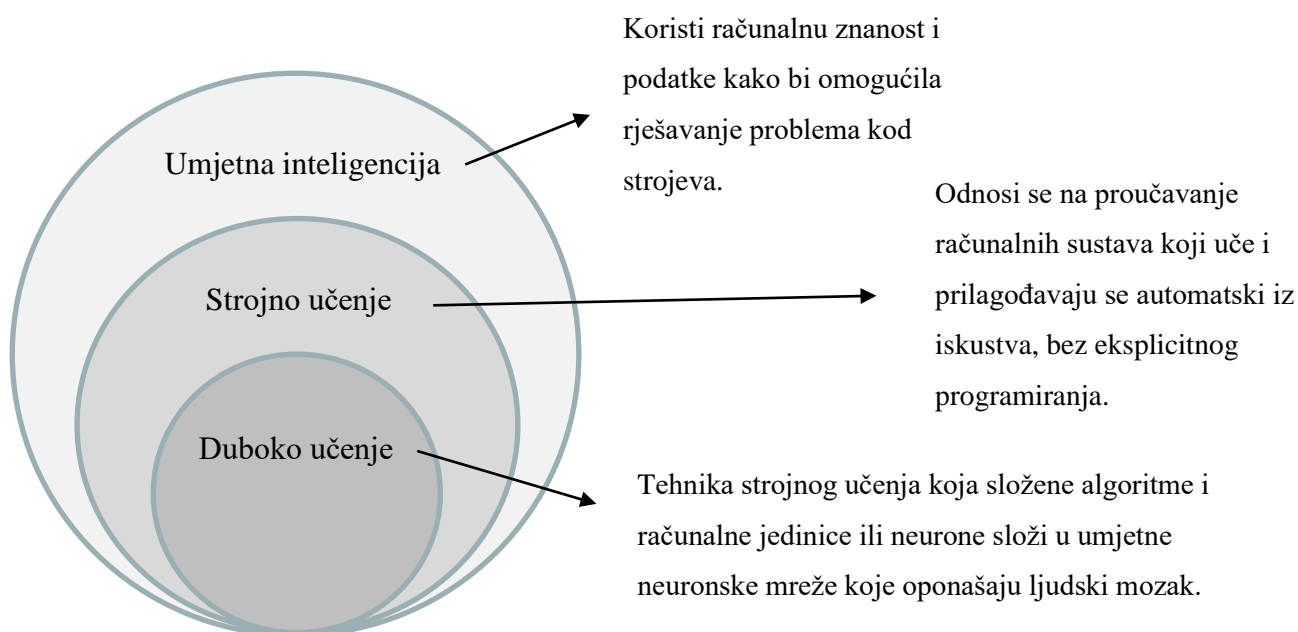 Koristi računalnu znanost i
podatke kako bi omogućila
rješavanje problema kod
strojeva.
Umjetna inteligencija
Odnosi se na proučavanje
računalnih sustava koji uče i
prilagođavaju se automatski iz
iskustva, bez eksplicitnog
programiranja.
Strojno učenje
Duboko učenje
Tehnika strojnog učenja koja složene algoritme i
računalne jedinice ili neurone složi u umjetne
neuronske mreže koje oponašaju ljudski mozak.